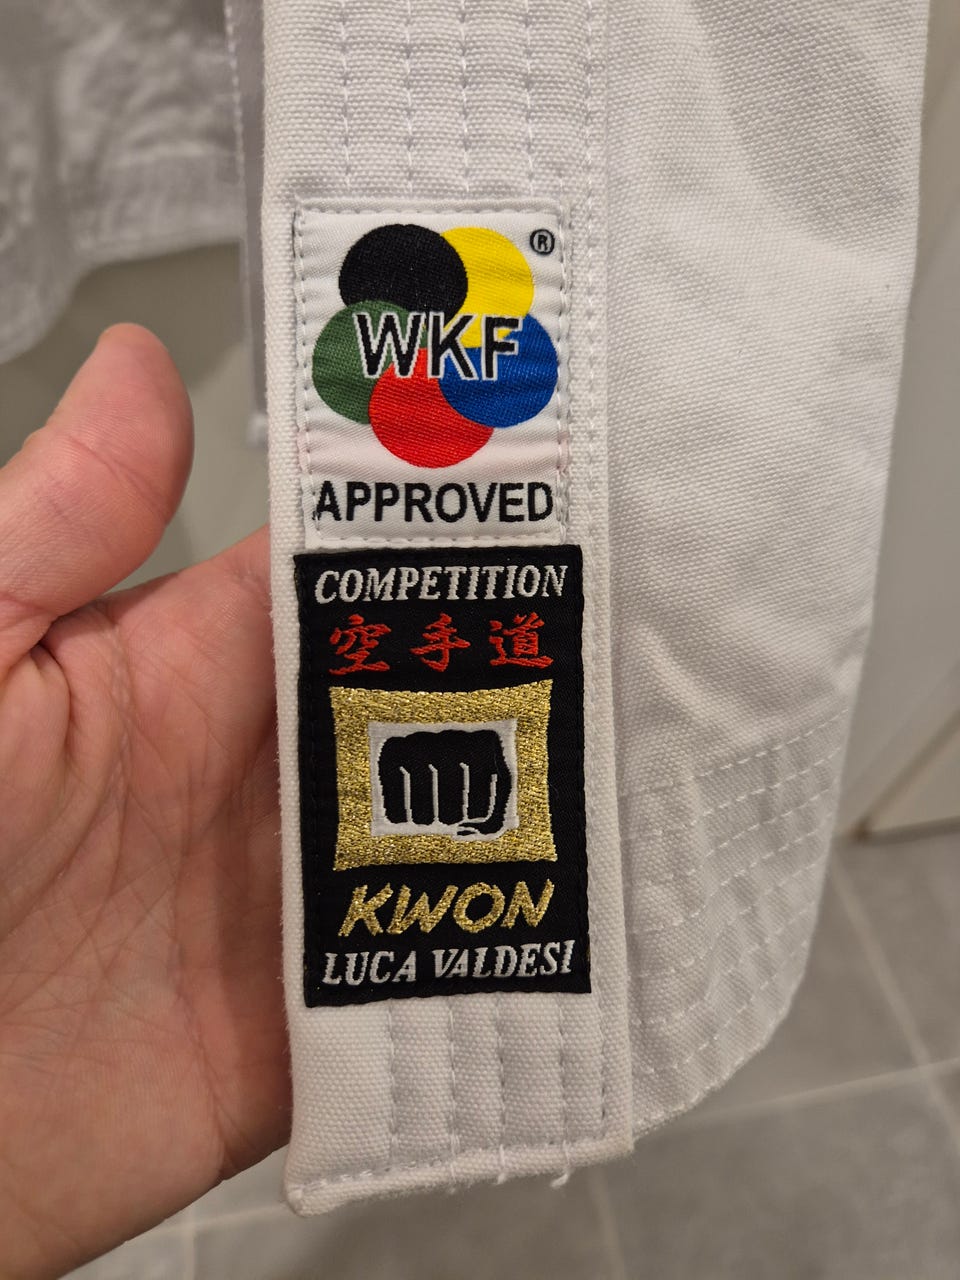 ®
WKF
APPROVED
COMPETITION
空手道
KWON
LUCA VALDESI